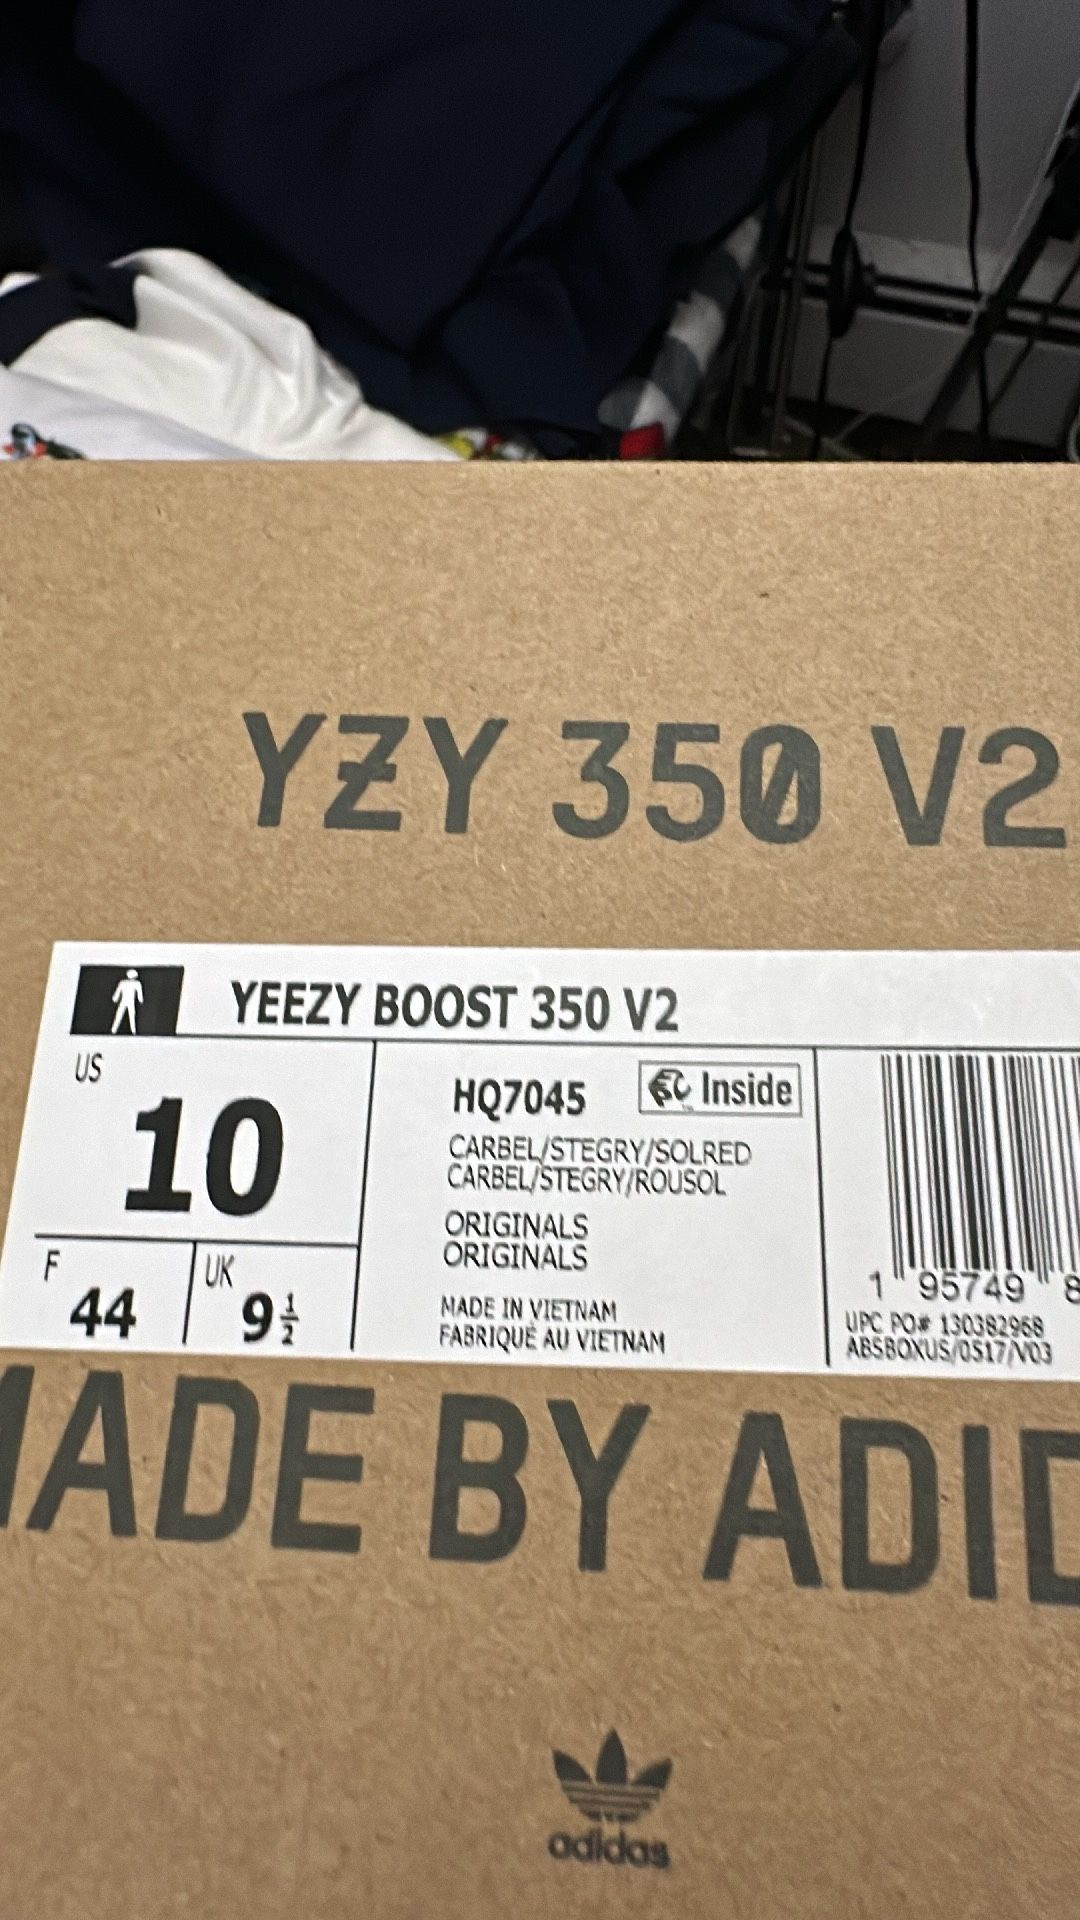 YZY 350 V2
YEEZY BOOST 350 V2
US
10
F
44
UK
9 1/2
HQ7045
Inside
CARBEL/STEGRY/SOLRED
CARBEL/STEGRY/ROUSOL
ORIGINALS
ORIGINALS
MADE IN VIETNAM
FABRIQUÉ AU VIETNAM
1 95749 8
UPC PO# 130382968
ABSBOXUS/0517/V03
MADE BY ADID
adidas